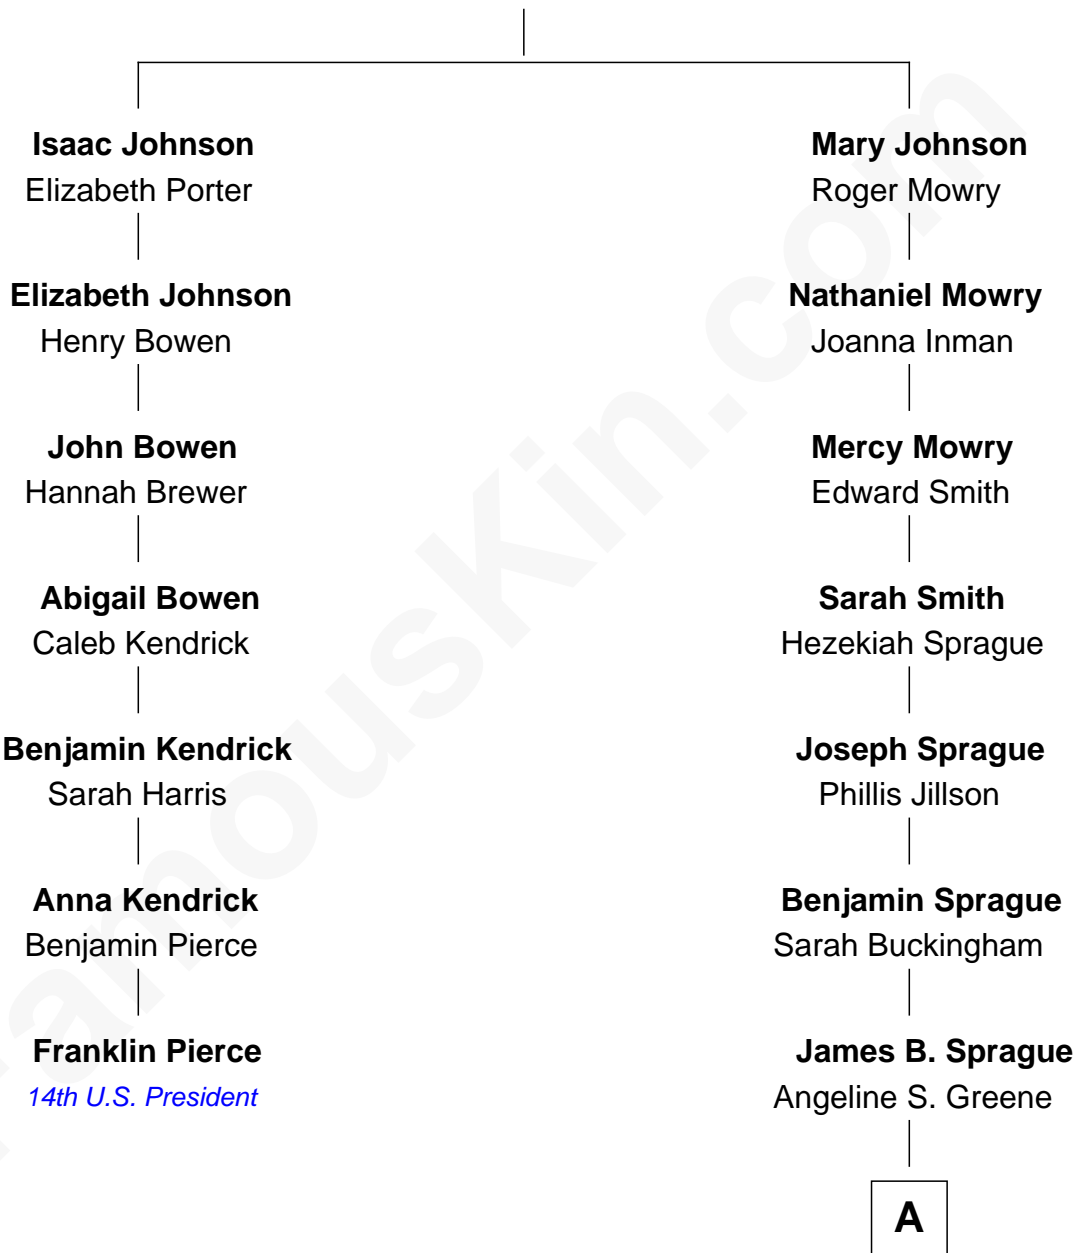 Isaac Johnson
Elizabeth Porter
Mary Johnson
Roger Mowry
Elizabeth Johnson
Henry Bowen
Nathaniel Mowry
Joanna Inman
John Bowen
Hannah Brewer
Mercy Mowry
Edward Smith
Abigail Bowen
Caleb Kendrick
Sarah Smith
Hezekiah Sprague
Benjamin Kendrick
Sarah Harris
Joseph Sprague
Phillis Jillson
Anna Kendrick
Benjamin Pierce
Benjamin Sprague
Sarah Buckingham
Franklin Pierce
14th U.S. President
James B. Sprague
Angeline S. Greene
A
FamousKin.com